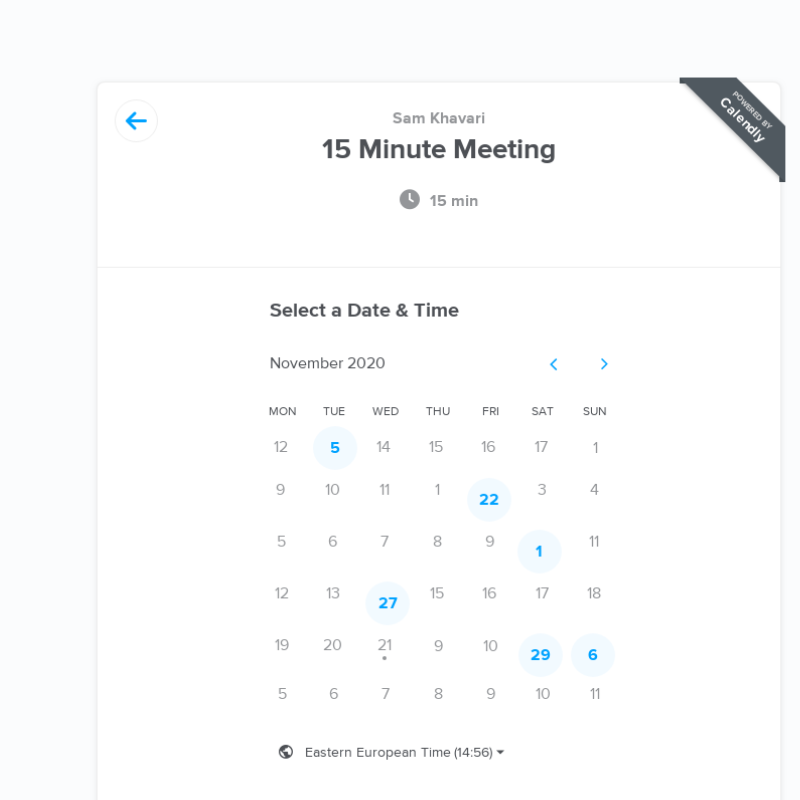 POWERED BY
Calendly
Sam Khavari
15 Minute Meeting
15 min
Select a Date & Time
November 2020
MON TUE WED THU FRI SAT SUN
12 5 14 15 16 17 1
9 10 11 1 22 3 4
5 6 7 8 9 1 11
12 13 27 15 16 17 18
19 20 21 9 10 29 6
5 6 7 8 9 10 11
Eastern European Time (14:56)